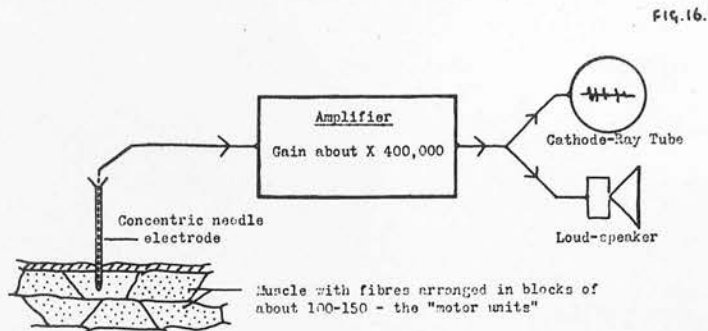 FIG.16.
Amplifier
Gain about X 400,000
Cathode-Ray Tube
Loud-speaker
Concentric needle
electrode
Muscle with fibres arranged in blocks of
about 100-150 - the "motor units"